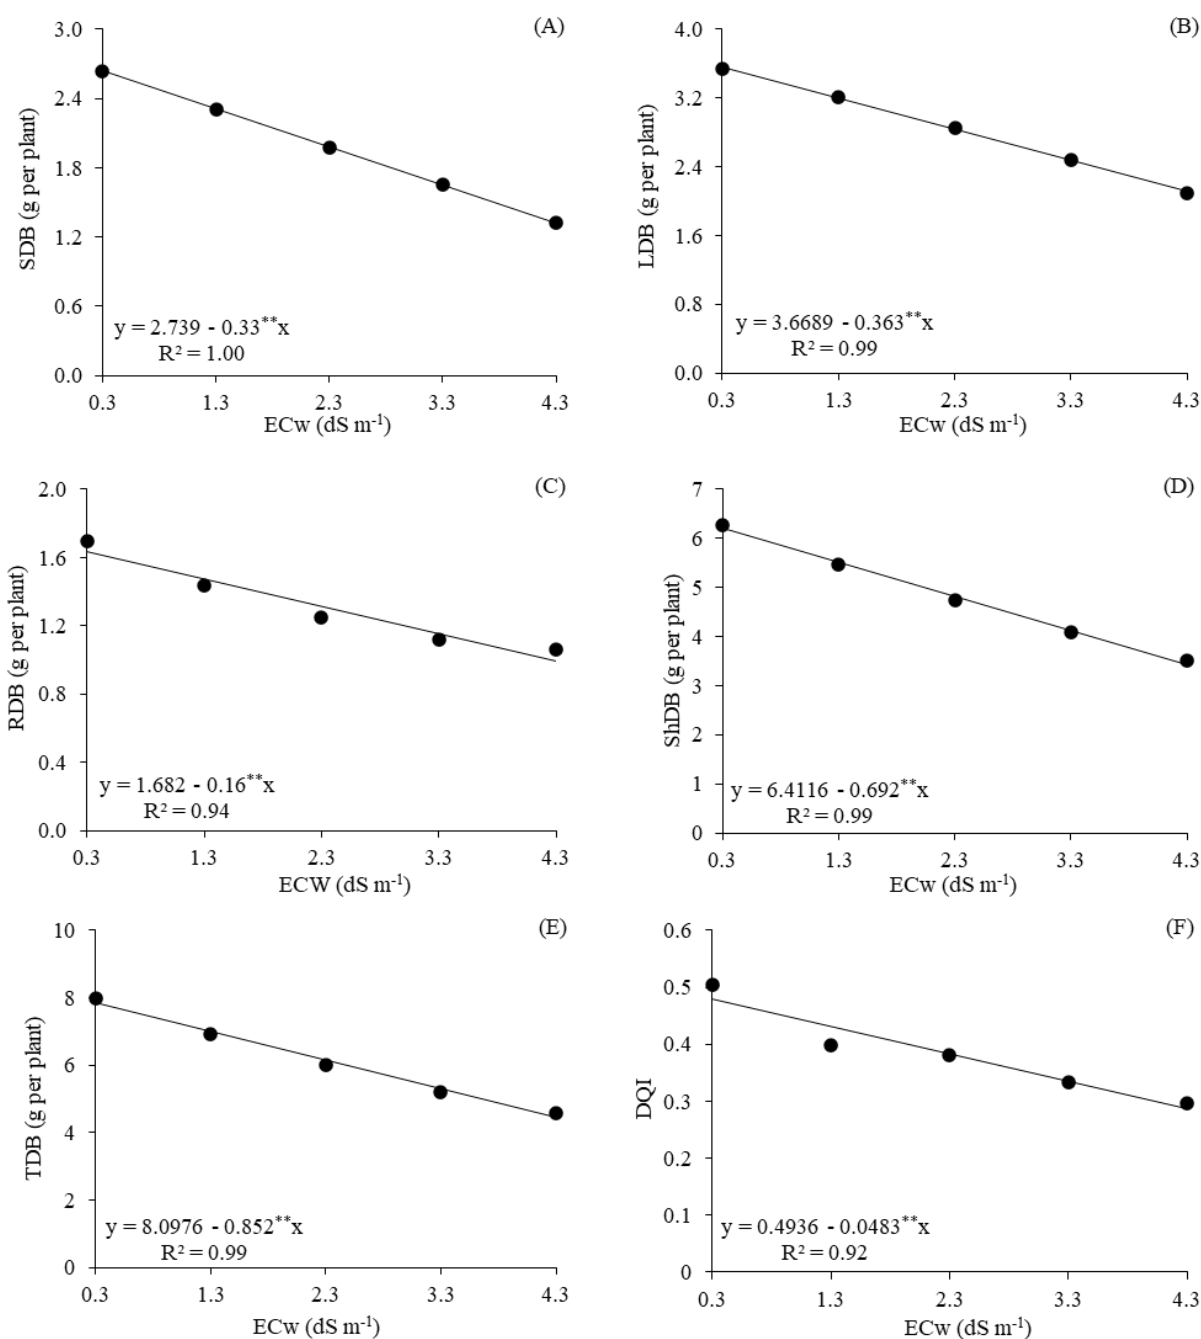 (A)
SDB (g per plant)
3.0
2.4
1.8
1.2
0.6
0.0
y = 2.739 - 0.33**x
R² = 1.00
0.3 1.3 2.3 3.3 4.3
ECw (dS m⁻¹)
(B)
LDB (g per plant)
4.0
3.2
2.4
1.6
0.8
0.0
y = 3.6689 - 0.363**x
R² = 0.99
0.3 1.3 2.3 3.3 4.3
ECw (dS m⁻¹)
(C)
RDB (g per plant)
2.0
1.6
1.2
0.8
0.4
0.0
y = 1.682 - 0.16**x
R² = 0.94
0.3 1.3 2.3 3.3 4.3
ECW (dS m⁻¹)
(D)
ShDB (g per plant)
7
6
5
4
3
2
1
0
y = 6.4116 - 0.692**x
R² = 0.99
0.3 1.3 2.3 3.3 4.3
ECw (dS m⁻¹)
(E)
TDB (g per plant)
10
8
6
4
2
0
y = 8.0976 - 0.852**x
R² = 0.99
0.3 1.3 2.3 3.3 4.3
ECw (dS m⁻¹)
(F)
DQI
0.6
0.5
0.4
0.3
0.2
0.1
0
y = 0.4936 - 0.0483**x
R² = 0.92
0.3 1.3 2.3 3.3 4.3
ECw (dS m⁻¹)